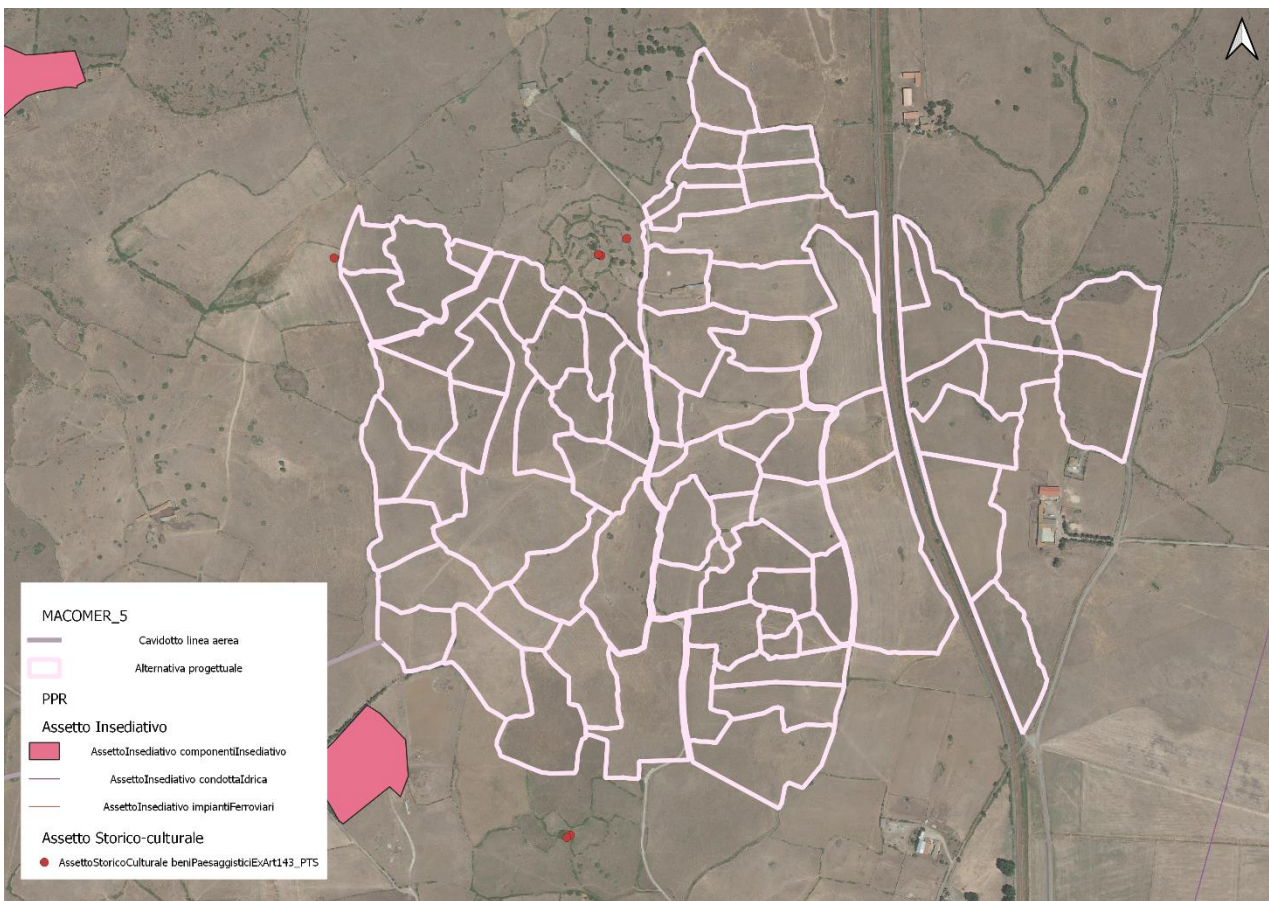 MACOMER_5
Cavidotto linea aerea
Alternativa progettuale
PPR
Assetto Insediativo
AssettoInsediativo componentiInsediativo
AssettoInsediativo condottaIdrica
AssettoInsediativo impiantiFerroviari
Assetto Storico-culturale
AssettoStoricoCulturale beniPaesaggisticiExArt143_PTS